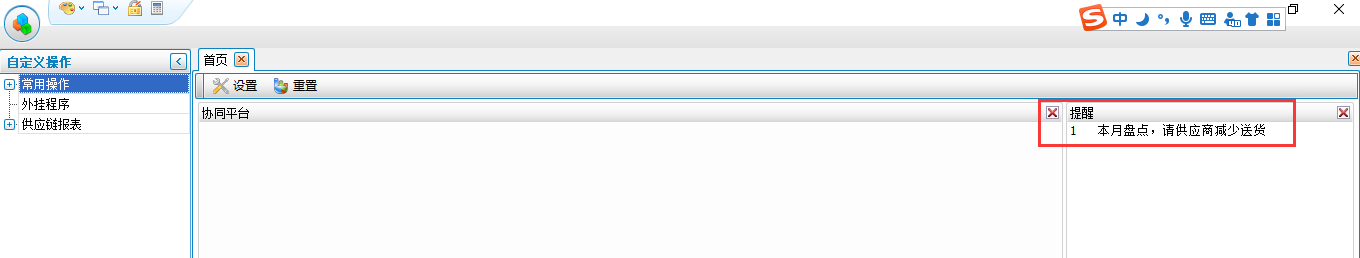 中
自定义操作
首页
常用操作
设置
重置
外挂程序
协同平台
提醒
供应链报表
1 本月盘点，请供应商减少送货